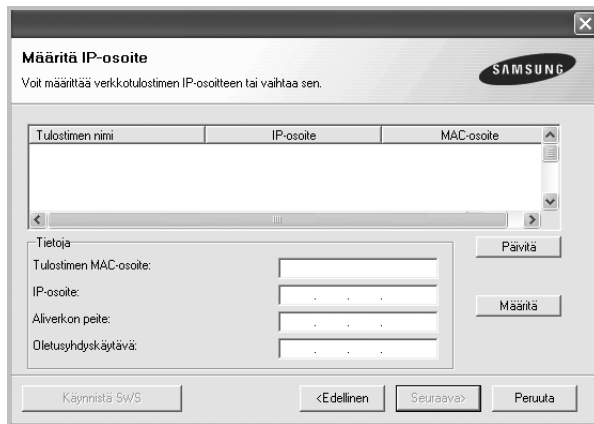 Määritä IP-osoite
Voit määrittää verkkotulostimen IP-osoitteen tai vaihtaa sen.
SAMSUNG
Tulostimen nimi IP-osoite MAC-osoite
Tietoja
Päivitä
Tulostimen MAC-osoite:
IP-osoite:
Määritä
Aliverkon peite:
Oletusyhdyskäytävä:
Käynnistä SWS <Edellinen Seuraava> Peruuta